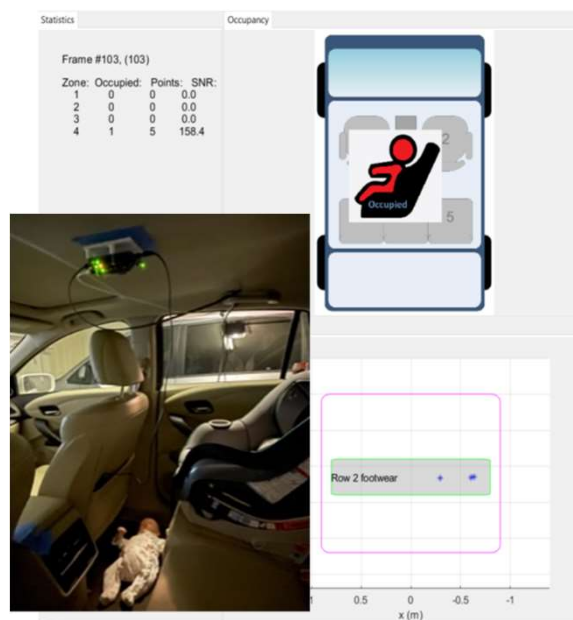 Statistics
Occupancy
Frame #103, (103)
Zone: Occupied: Points: SNR:
1 0 0 0.0
2 0 0 0.0
3 0 0 0.0
4 1 5 158.4
2
Occupied
5
Row 2 footwear
0.5 0 -0.5 -1
x (m)